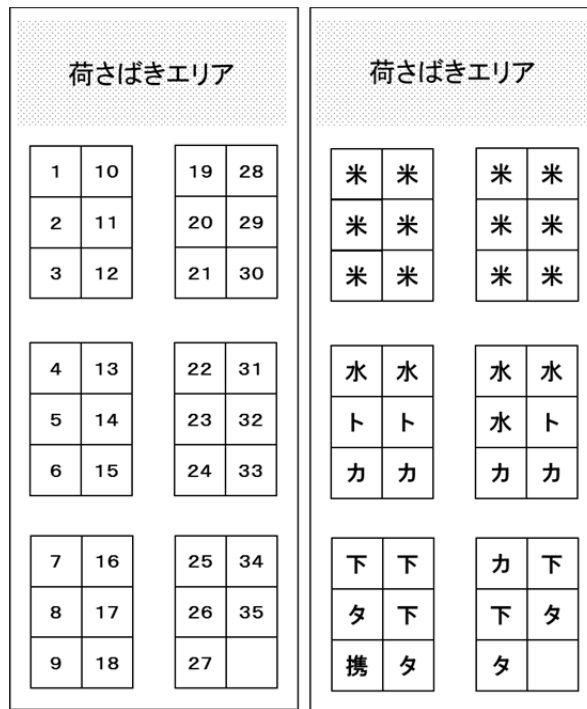 荷さばきエリア
1 10 19 28
2 11 20 29
3 12 21 30
4 13 22 31
5 14 23 32
6 15 24 33
7 16 25 34
8 17 26 35
9 18 27
荷さばきエリア
米 米 米 米
米 米 米 米
米 米 米 米
水 水 水 水
ト ト 水 ト
カ カ カ カ
下 下 カ 下
タ 下 下 タ
携 タ タ